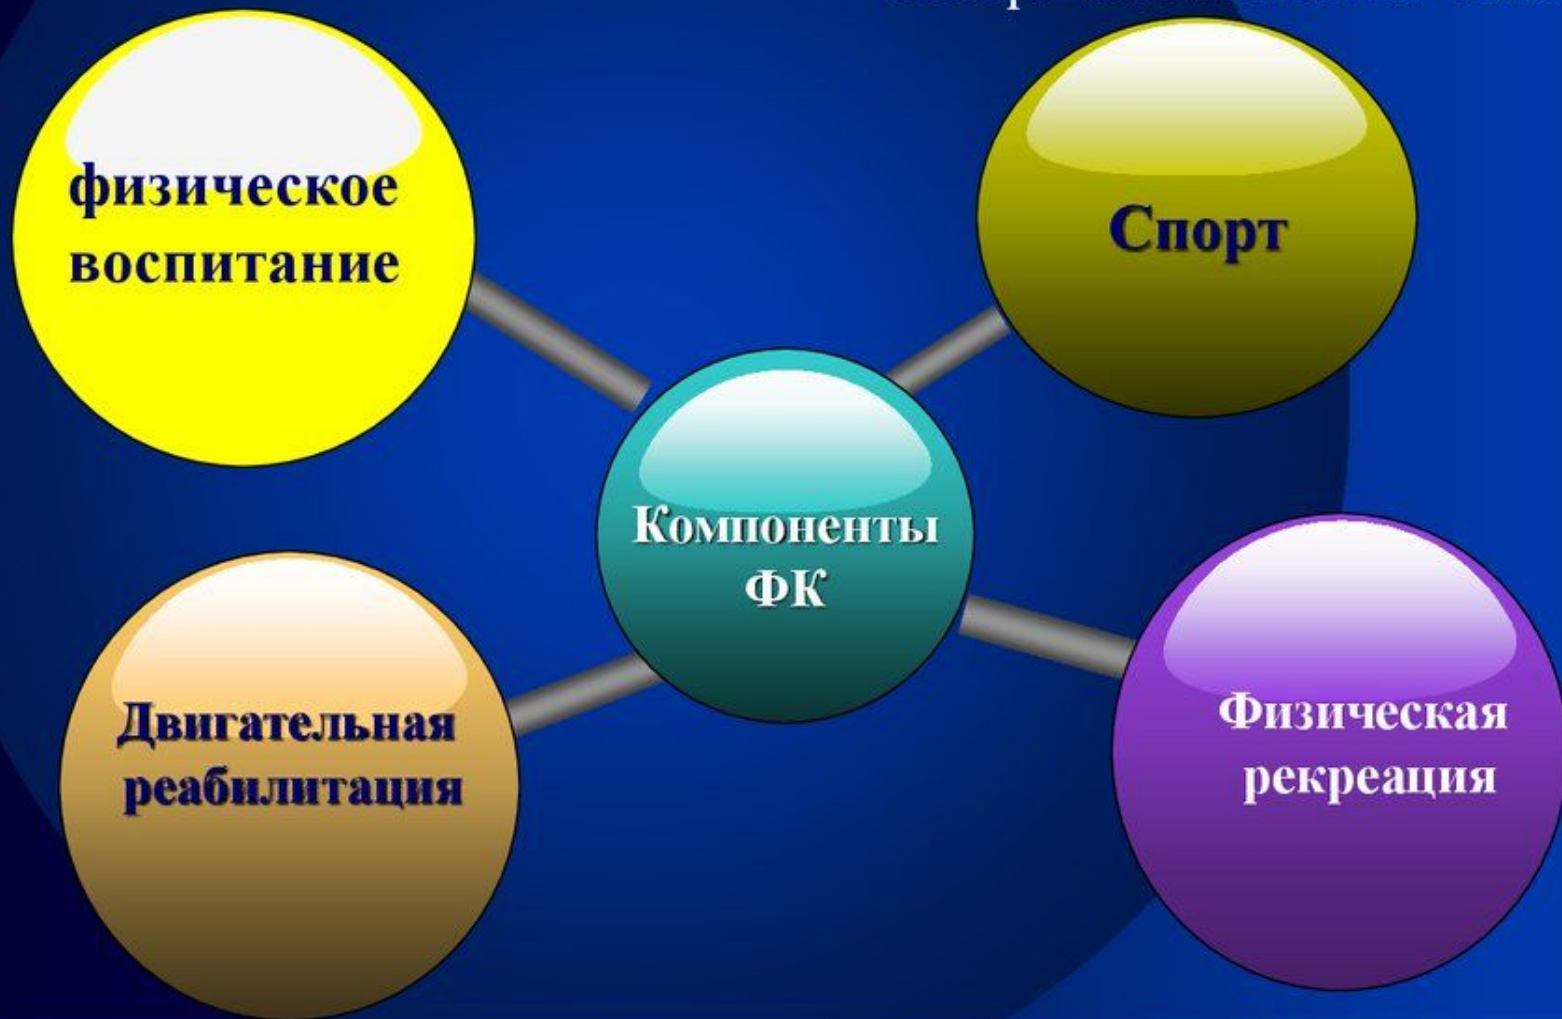 физическое
воспитание
Спорт
Компоненты
ФК
Двигательная
реабилитация
Физическая
рекреация